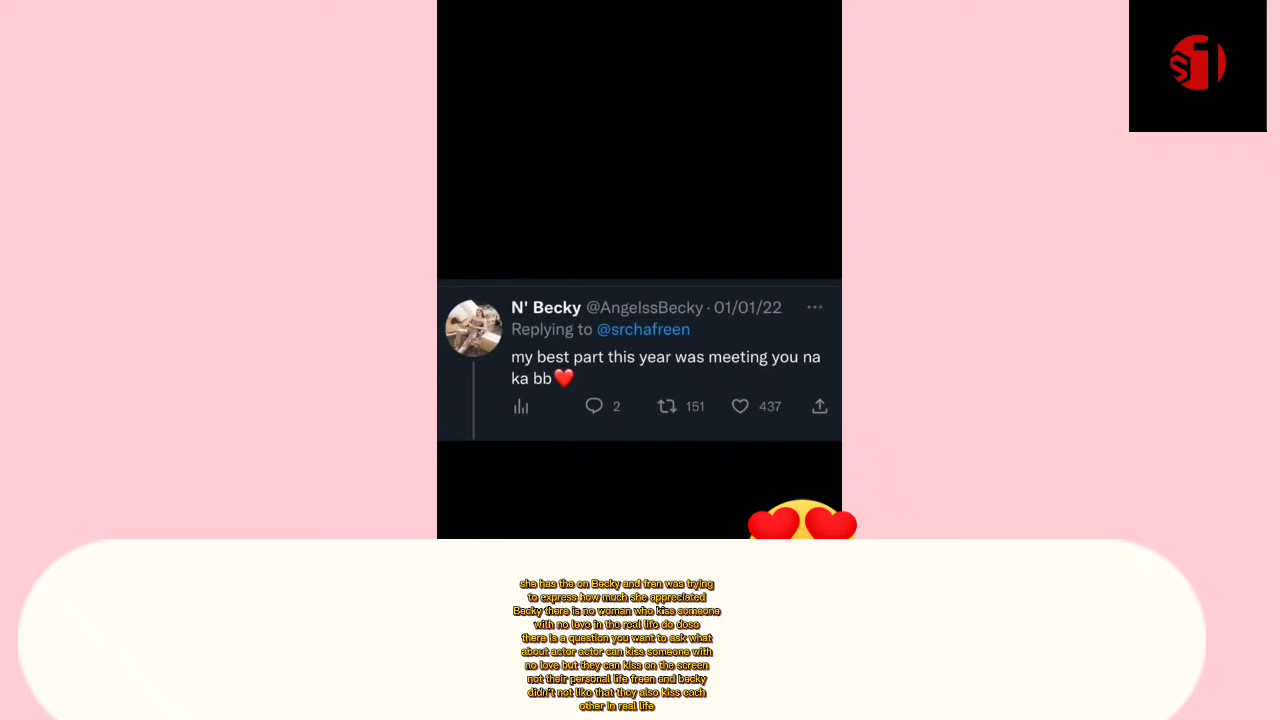 N' Becky @AngelssBecky · 01/01/22
Replying to @srchafreen
my best part this year was meeting you na
ka bb❤️
2 151 437
she has the on Becky and fren was trying
to express how much she appreciated
Becky there is no woman who kiss someone
with no love in the real life do doso
there is a question you want to ask what
about actor actor can kiss someone with
no love but they can kiss on the screen
not their personal life freen and becky
didn't not like that they also kiss each
other in real life